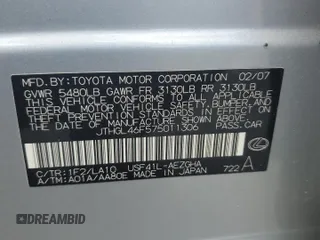 MFD. BY: TOYOTA MOTOR CORPORATION 02/07
GVWR 5480LB GAWR FR 3130LB RR 3130LB
THIS VEHICLE CONFORMS TO ALL APPLICABLE
FEDERAL MOTOR VEHICLE SAFETY, BUMPER, AND
THEFT PREVENTION STANDARDS IN EFFECT ON
THE DATE OF MANUFACTURE SHOWN ABOVE.
JTHGL46F575011306 PASS. CAR
C/TR: 1F2/LA10 USF41L-AEZGHA
A/TM: A01A/AA80E MADE IN JAPAN 722 A